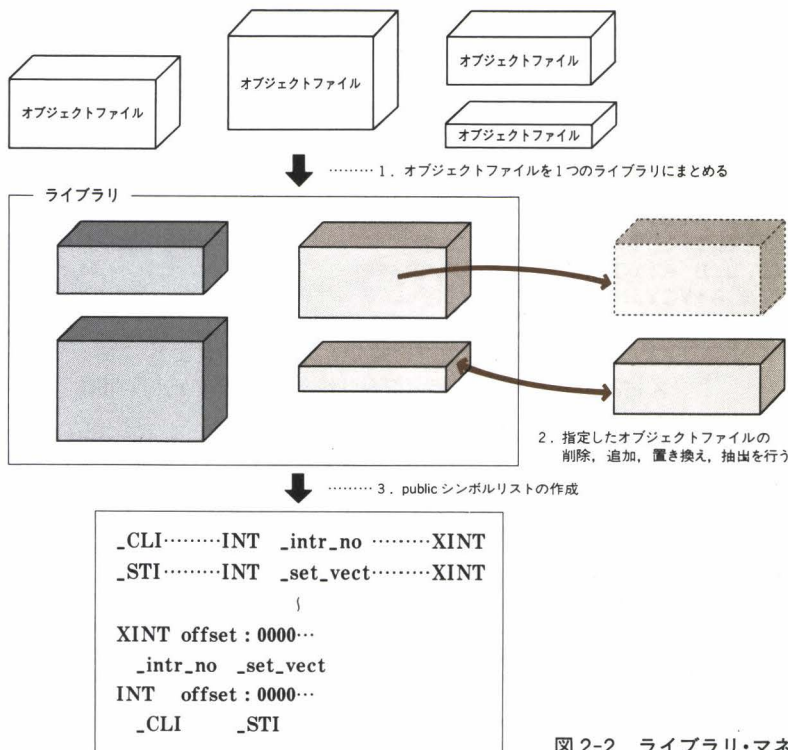 オブジェクトファイル
オブジェクトファイル
オブジェクトファイル
オブジェクトファイル
………1．オブジェクトファイルを1つのライブラリにまとめる
ライブラリ
2．指定したオブジェクトファイルの
削除，追加，置き換え，抽出を行う
………3．publicシンボルリストの作成
_CLI………INT _intr_no ………XINT
_STI………INT _set_vect………XINT
XINT offset：0000…
_intr_no _set_vect
INT offset：0000…
_CLI _STI
図2-2 ライブラリ・マネ